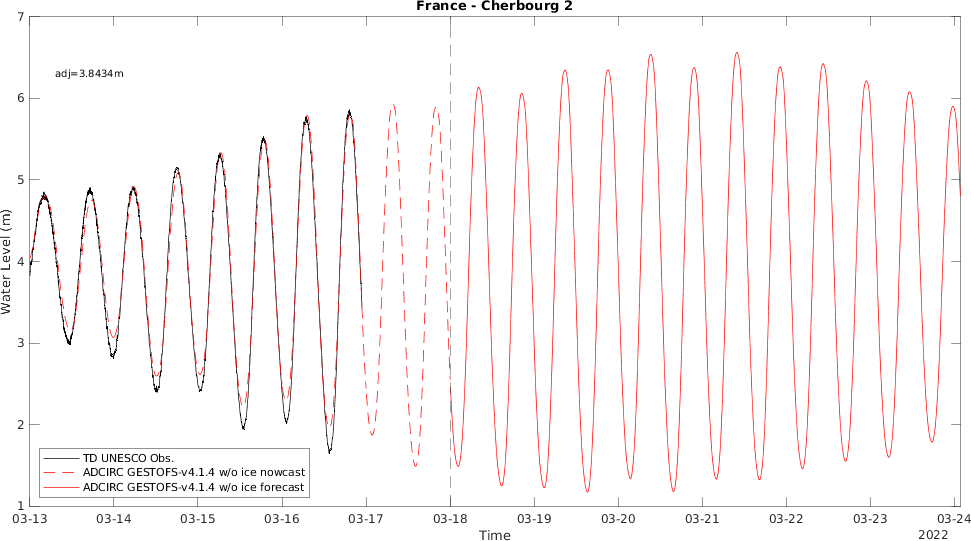 France - Cherbourg 2
adj=3.8434m
7
6
5
4
3
2
1
Water Level (m)
TD UNESCO Obs.
ADCIRC GESTOFS-v4.1.4 w/o ice nowcast
ADCIRC GESTOFS-v4.1.4 w/o ice forecast
03-13 03-14 03-15 03-16 03-17 03-18 03-19 03-20 03-21 03-22 03-23 03-24
Time
2022